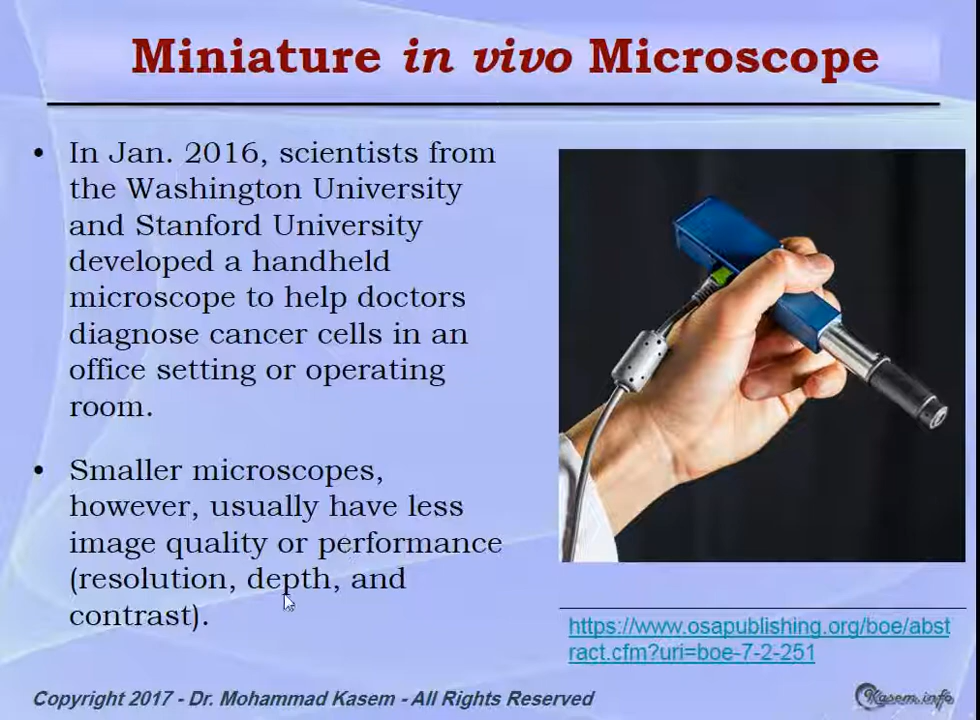 Miniature in vivo Microscope
• In Jan. 2016, scientists from
the Washington University
and Stanford University
developed a handheld
microscope to help doctors
diagnose cancer cells in an
office setting or operating
room.
• Smaller microscopes,
however, usually have less
image quality or performance
(resolution, depth, and
contrast).
https://www.osapublishing.org/boe/abst
ract.cfm?uri=boe-7-2-251
Copyright 2017 - Dr. Mohammad Kasem - All Rights Reserved
Kasem.info